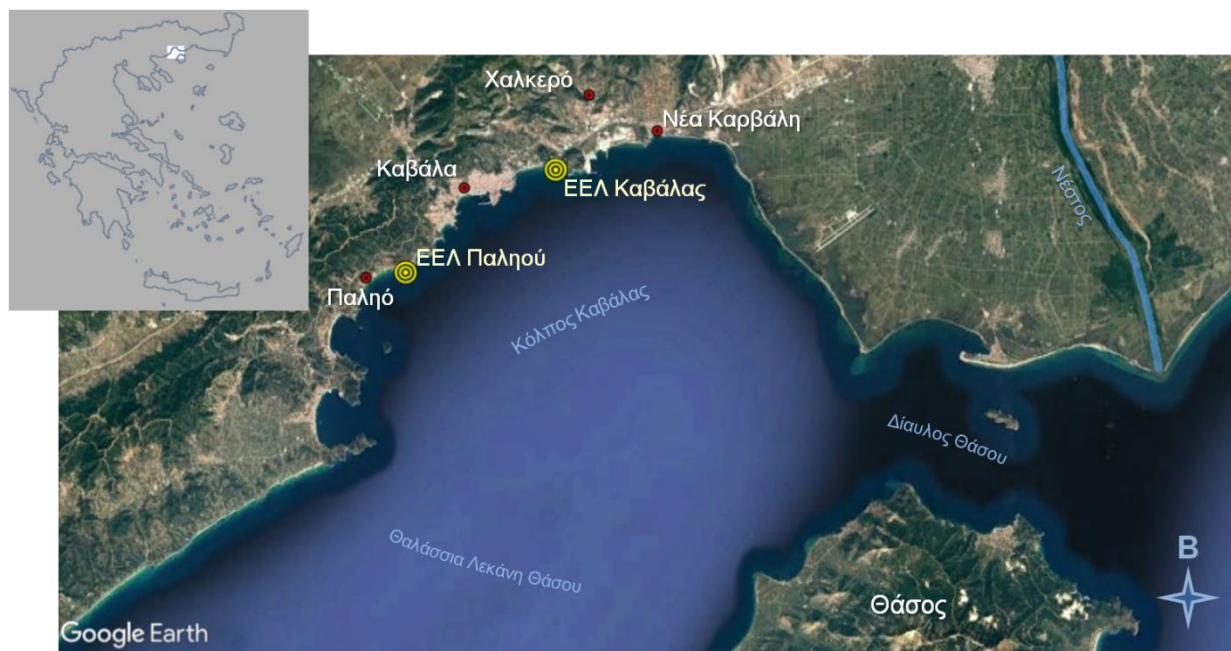 Χαλκερό
Νέα Καρβάλη
Καβάλα
ΕΕΛ Καβάλας
Νέστος
ΕΕΛ Παληού
Παληό
Κόλπος Καβάλας
Δίαυλος Θάσου
Θαλάσσια Λεκάνη Θάσου
Β
Θάσος
Google Earth